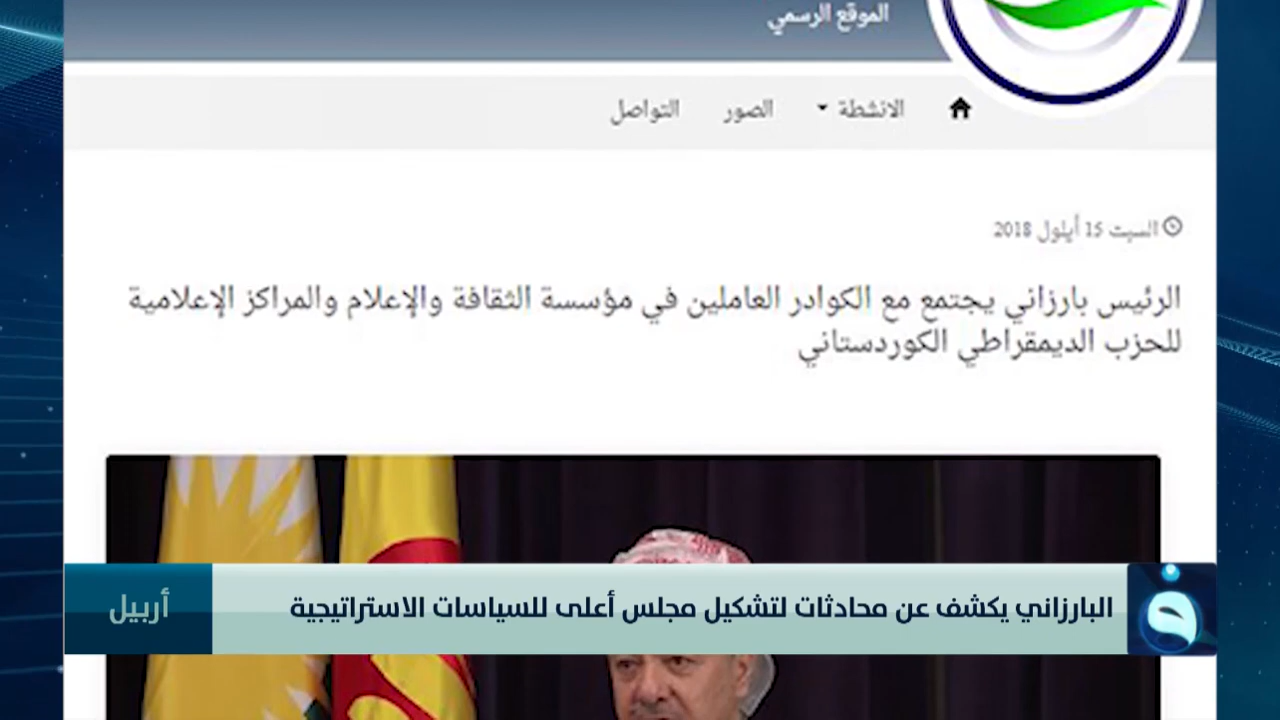 الموقع الرسمي
الانشطة
الصور
التواصل
السبت 15 أيلول 2018
الرئيس بارزاني يجتمع مع الكوادر العاملين في مؤسسة الثقافة والإعلام والمراكز الإعلامية
للحزب الديمقراطي الكوردستاني
البارزاني يكشف عن محادثات لتشكيل مجلس أعلى للسياسات الاستراتيجية
أربيل